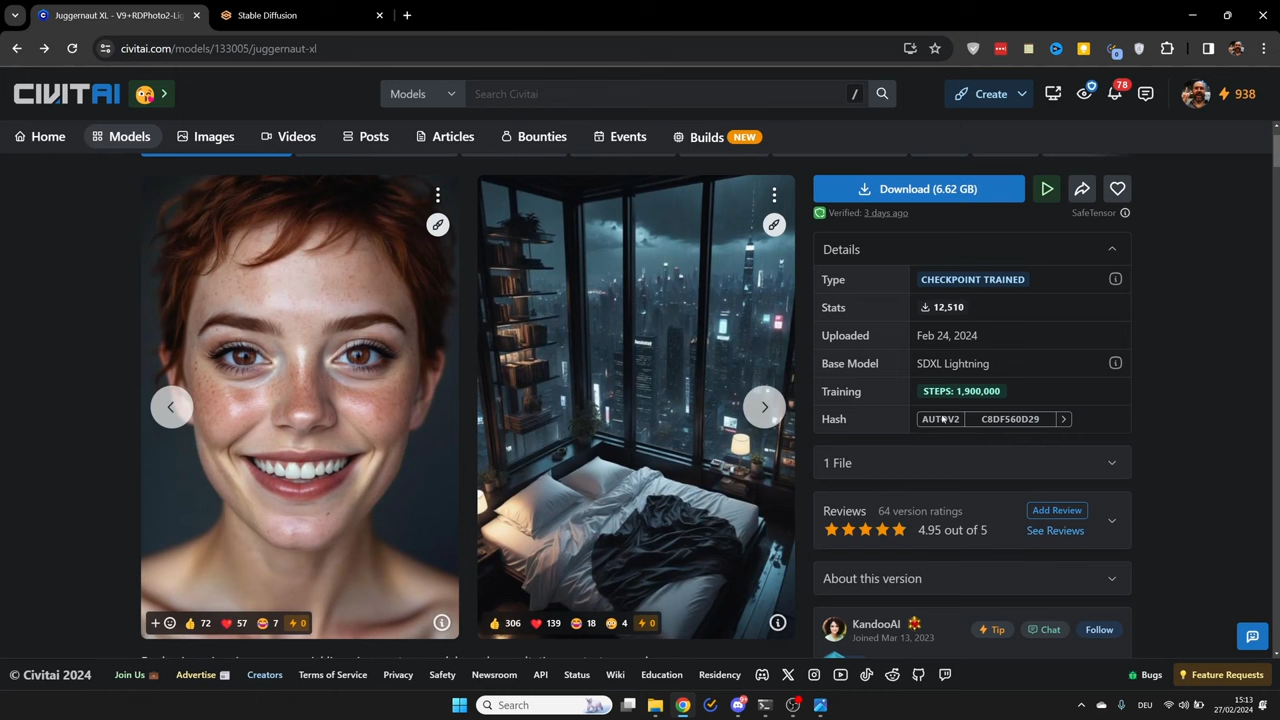 Juggernaut XL - V9+RDPhoto2-Lig
Stable Diffusion
civitai.com/models/133005/juggernaut-xl
CIVITAI
Models
Search Civitai
/
Create
78
938
Home
Models
Images
Videos
Posts
Articles
Bounties
Events
Builds NEW
Download (6.62 GB)
Verified: 3 days ago
SafeTensor
Details
Type CHECKPOINT TRAINED
Stats 12,510
Uploaded Feb 24, 2024
Base Model SDXL Lightning
Training STEPS: 1,900,000
Hash AUTOV2 C8DF560D29
1 File
Reviews 64 version ratings
Add Review
4.95 out of 5
See Reviews
About this version
KandooAI
Joined Mar 13, 2023
Tip
Chat
Follow
72 57 7 0
306 139 18 4 0
© Civitai 2024
Join Us
Advertise
Creators
Terms of Service
Privacy
Safety
Newsroom
API
Status
Wiki
Education
Residency
Bugs
Feature Requests
Search
DEU
15:13
27/02/2024